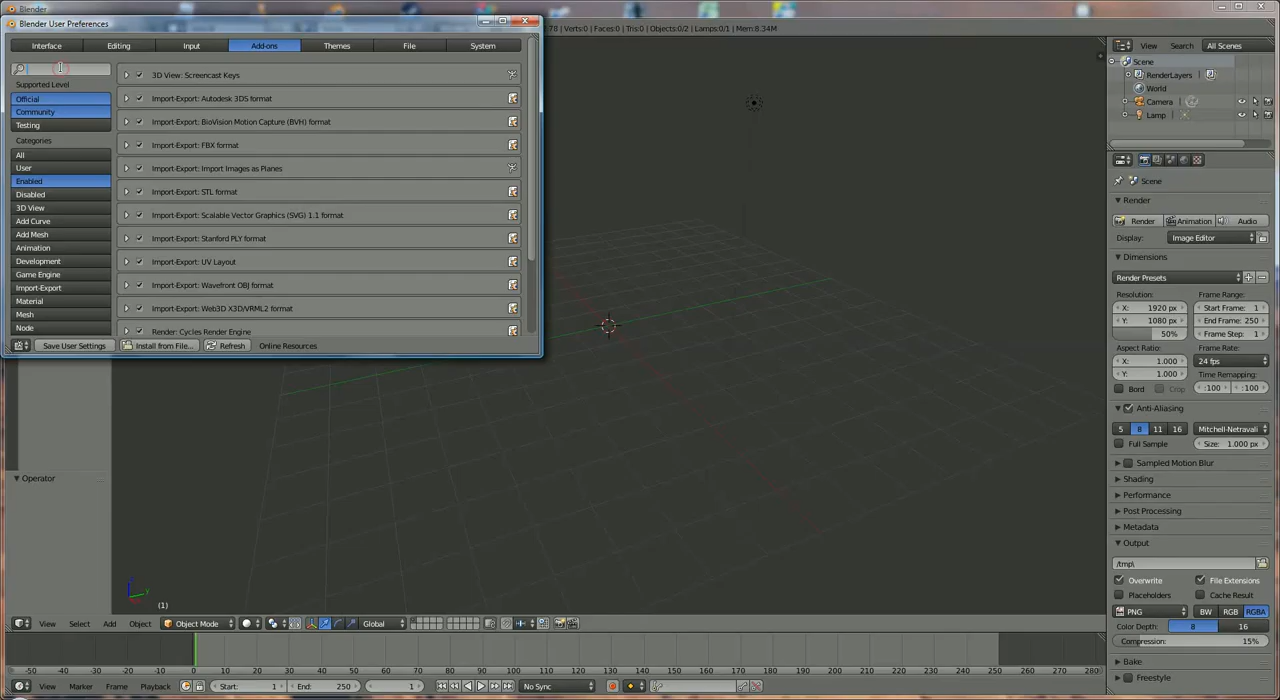 Blender
Blender User Preferences
:78 | Verts:0 | Faces:0 | Tris:0 | Objects:0/2 | Lamps:0/1 | Mem:8.34M
Interface Editing Input Add-ons Themes File System
View Search All Scenes
Supported Level
Official
Community
Testing
Categories
All
User
Enabled
Disabled
3D View
Add Curve
Add Mesh
Animation
Development
Game Engine
Import-Export
Material
Mesh
Node
3D View: Screencast Keys
Import-Export: Autodesk 3DS format
Import-Export: BioVision Motion Capture (BVH) format
Import-Export: FBX format
Import-Export: Import Images as Planes
Import-Export: STL format
Import-Export: Scalable Vector Graphics (SVG) 1.1 format
Import-Export: Stanford PLY format
Import-Export: UV Layout
Import-Export: Wavefront OBJ format
Import-Export: Web3D X3D/VRML2 format
Render: Cycles Render Engine
Save User Settings Install from File... Refresh Online Resources
Scene
RenderLayers
World
Camera
Lamp
Scene
Render
Render Animation Audio
Display: Image Editor
Dimensions
Render Presets
Resolution: Frame Range:
X: 1920 px Start Frame: 1
Y: 1080 px End Frame: 250
50% Frame Step: 1
Aspect Ratio: Frame Rate:
X: 1.000 24 fps
Y: 1.000 Time Remapping:
Bord Crop :100 :100
Anti-Aliasing
5 8 11 16 Mitchell-Netravali
Full Sample Size: 1.000 px
Sampled Motion Blur
Shading
Performance
Post Processing
Metadata
Output
/tmp\
Overwrite File Extensions
Placeholders Cache Result
PNG BW RGB RGBA
Color Depth: 8 16
Compression: 15%
Bake
Freestyle
Operator
z
y
(1)
View Select Add Object Object Mode Global
-50 -40 -30 -20 -10 0 10 20 30 40 50 60 70 80 90 100 110 120 130 140 150 160 170 180 190 200 210 220 230 240 250 260 270 280
View Marker Frame Playback Start: 1 End: 250 1 No Sync